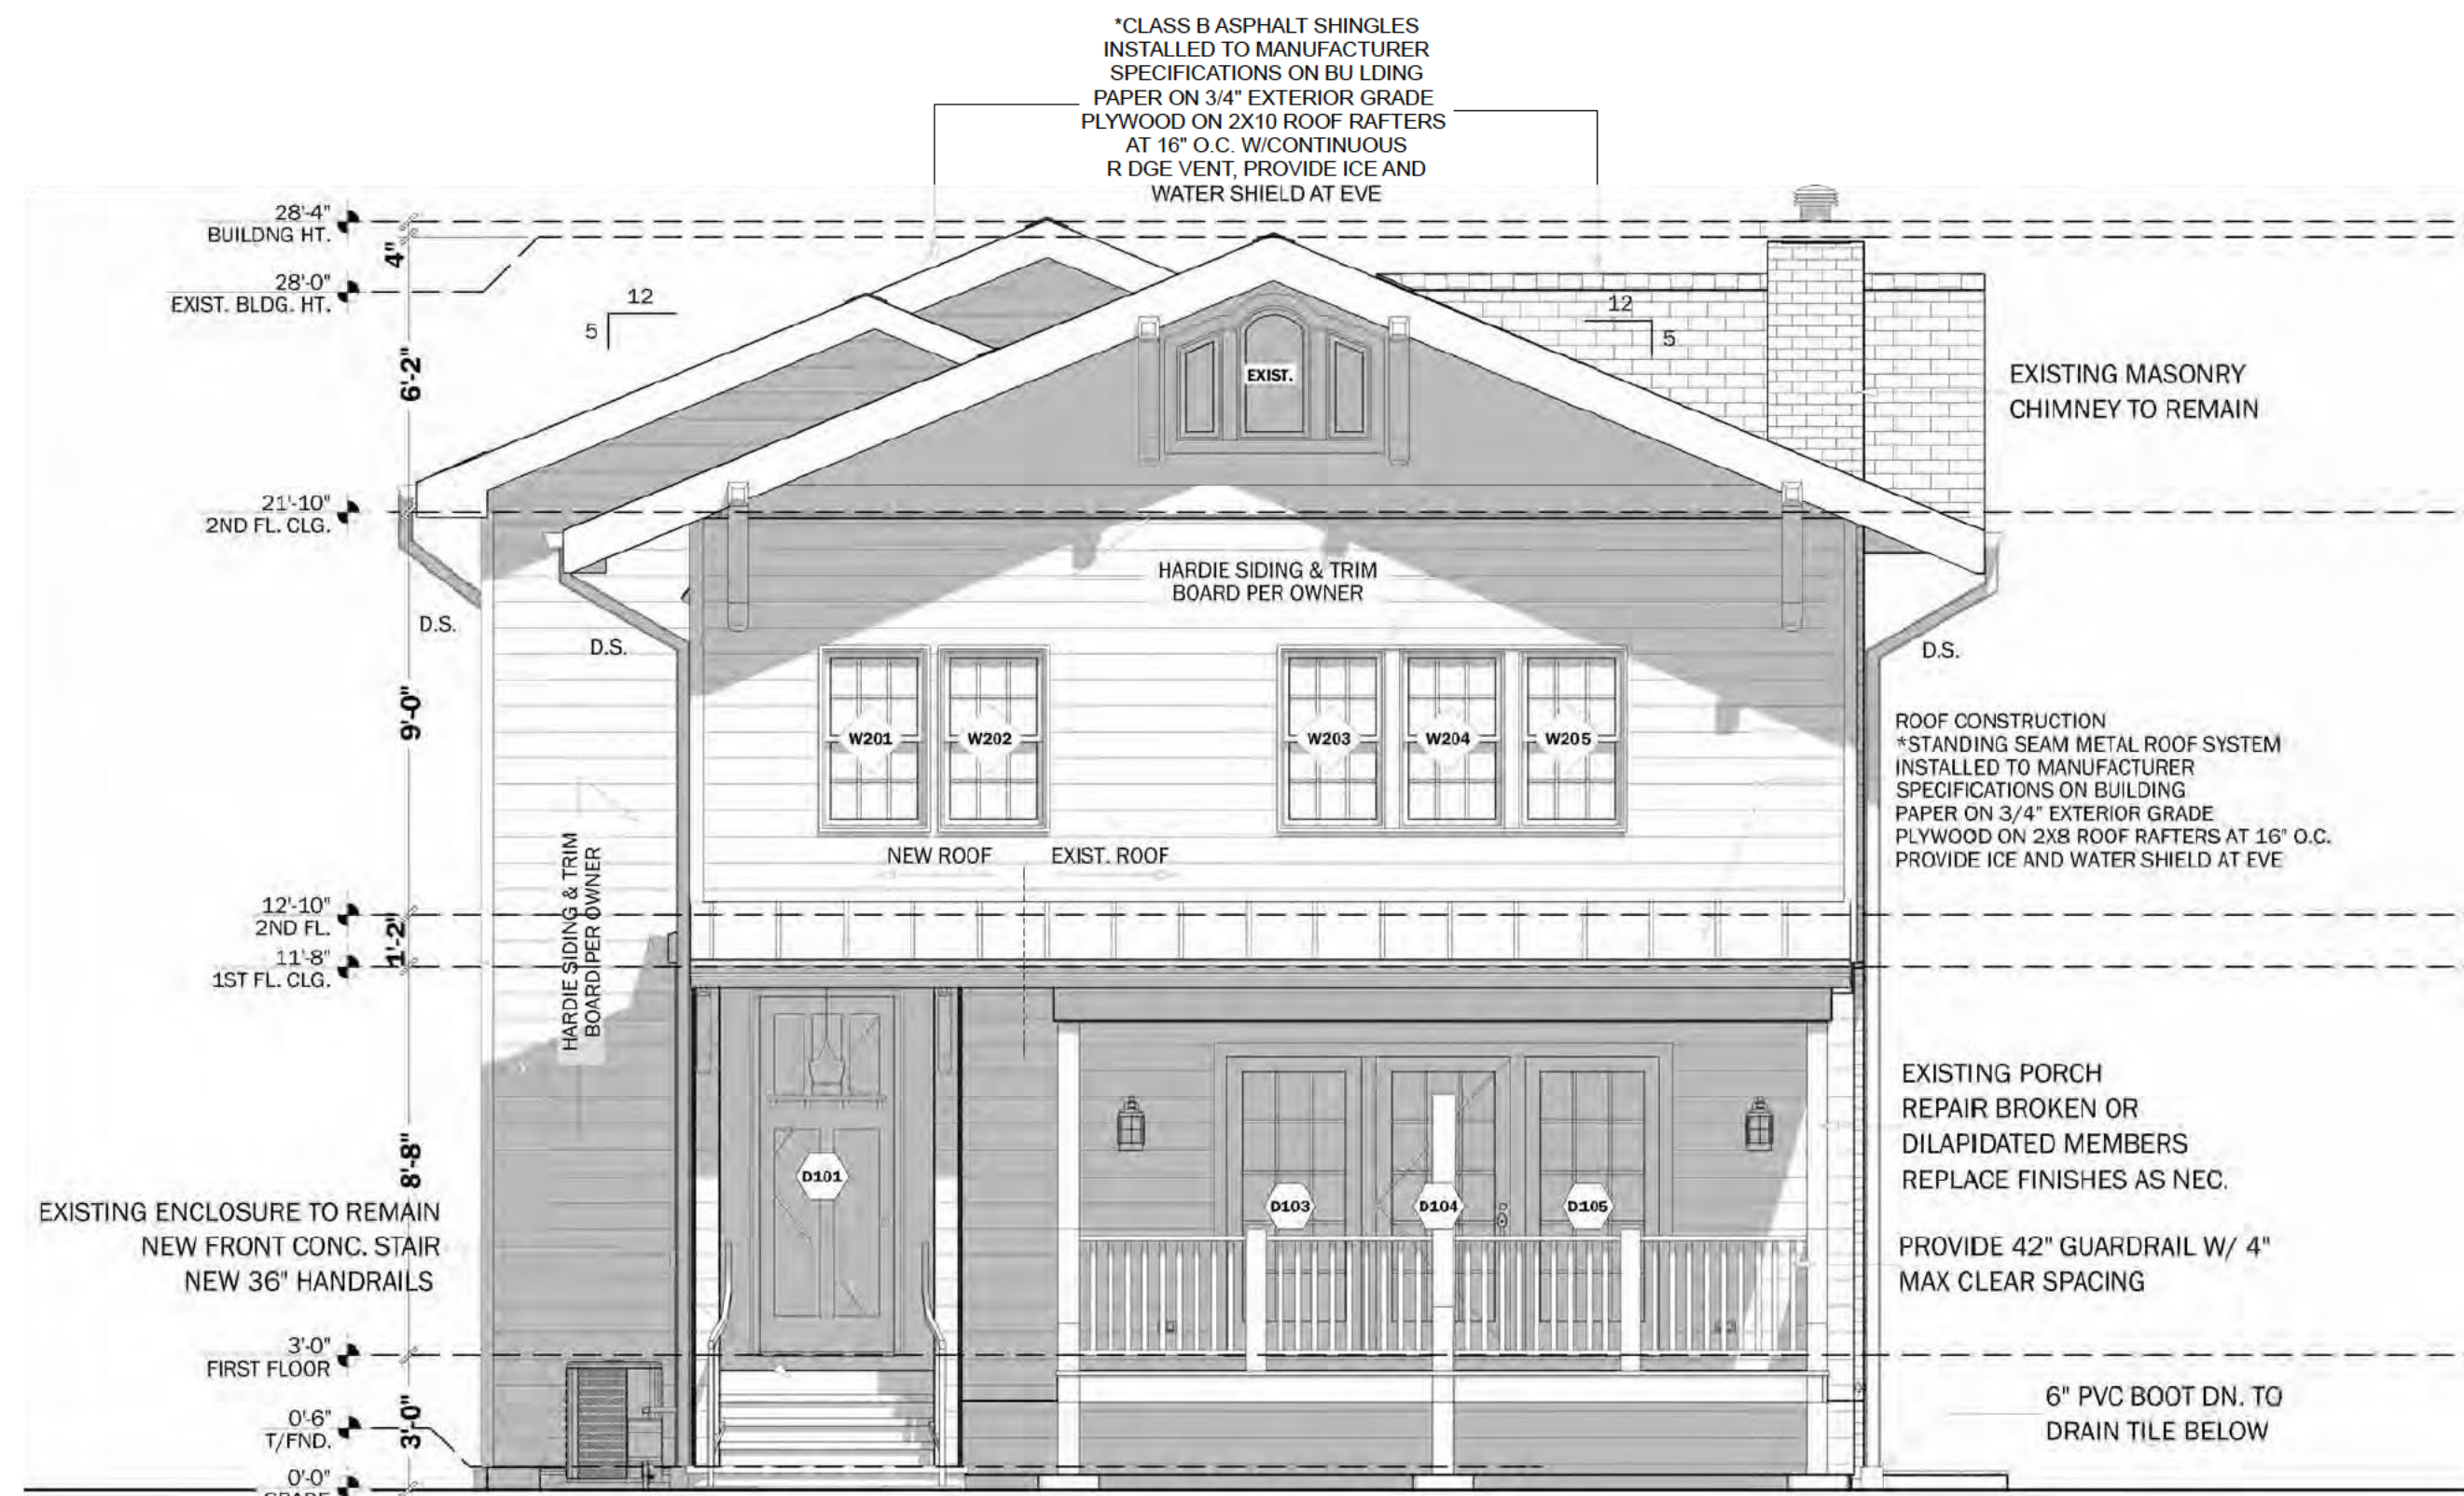 *CLASS B ASPHALT SHINGLES
INSTALLED TO MANUFACTURER
SPECIFICATIONS ON BU LDING
PAPER ON 3/4" EXTERIOR GRADE
PLYWOOD ON 2X10 ROOF RAFTERS
AT 16" O.C. W/CONTINUOUS
R DGE VENT, PROVIDE ICE AND
WATER SHIELD AT EVE
28'-4"
BUILDNG HT.
4"
28'-0"
EXIST. BLDG. HT.
12
5
12
5
6'-2"
EXIST.
EXISTING MASONRY
CHIMNEY TO REMAIN
21'-10"
2ND FL. CLG.
HARDIE SIDING & TRIM
BOARD PER OWNER
D.S.
D.S.
D.S.
9'-0"
W201
W202
W203
W204
W205
ROOF CONSTRUCTION
*STANDING SEAM METAL ROOF SYSTEM
INSTALLED TO MANUFACTURER
SPECIFICATIONS ON BUILDING
PAPER ON 3/4" EXTERIOR GRADE
PLYWOOD ON 2X8 ROOF RAFTERS AT 16" O.C.
PROVIDE ICE AND WATER SHIELD AT EVE
NEW ROOF
EXIST. ROOF
HARDIE SIDING & TRIM
BOARD PER OWNER
12'-10"
2ND FL.
1'-2"
11'-8"
1ST FL. CLG.
8'-8"
D101
D103
D104
D105
EXISTING PORCH
REPAIR BROKEN OR
DILAPIDATED MEMBERS
REPLACE FINISHES AS NEC.
EXISTING ENCLOSURE TO REMAIN
NEW FRONT CONC. STAIR
NEW 36" HANDRAILS
PROVIDE 42" GUARDRAIL W/ 4"
MAX CLEAR SPACING
3'-0"
FIRST FLOOR
3'-0"
0'-6"
T/FND.
6" PVC BOOT DN. TO
DRAIN TILE BELOW
0'-0"
GRADE